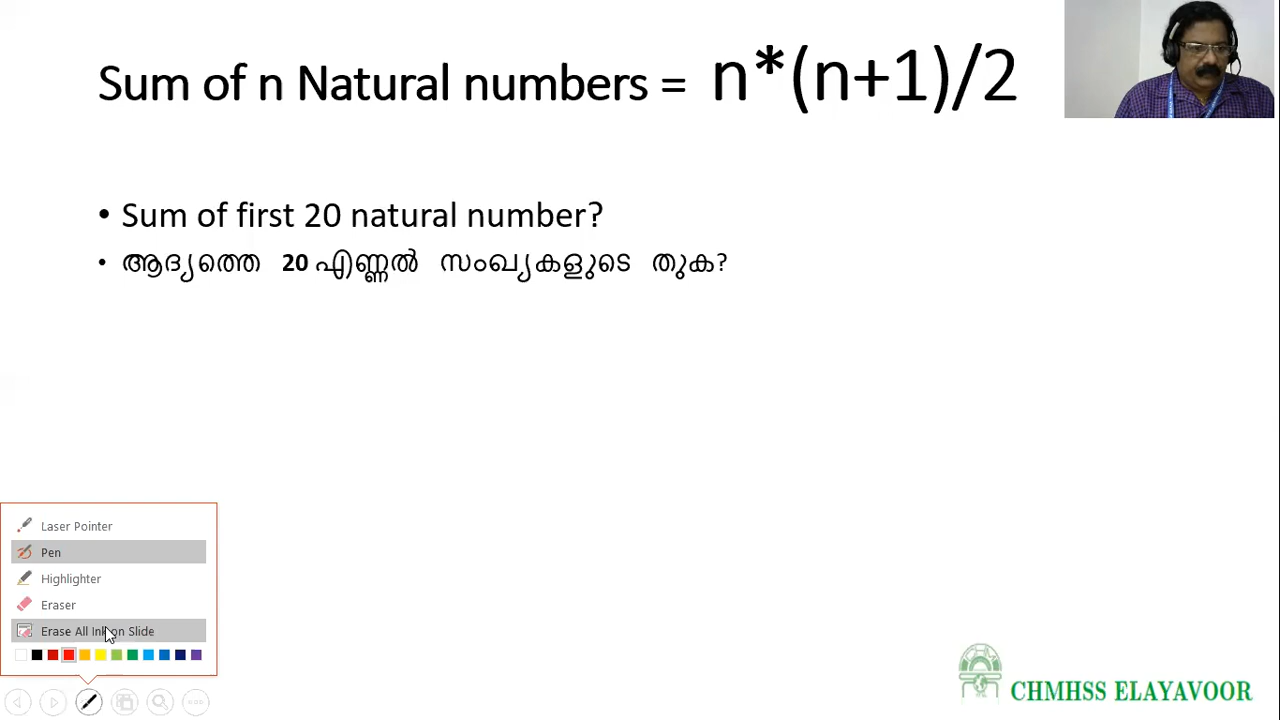 Sum of n Natural numbers = n*(n+1)/2
• Sum of first 20 natural number?
• ആദ്യത്തെ 20 എണ്ണൽ സംഖ്യകളുടെ തുക?
Laser Pointer
Pen
Highlighter
Eraser
Erase All Ink on Slide
CHMHSS ELAYAVOOR